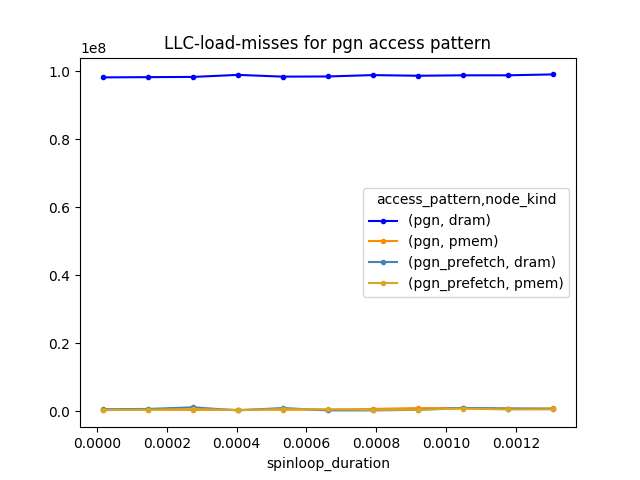 LLC-load-misses for pgn access pattern
1e8
1.0
0.8
0.6
0.4
0.2
0.0
access_pattern,node_kind
(pgn, dram)
(pgn, pmem)
(pgn_prefetch, dram)
(pgn_prefetch, pmem)
0.0000 0.0002 0.0004 0.0006 0.0008 0.0010 0.0012
spinloop_duration